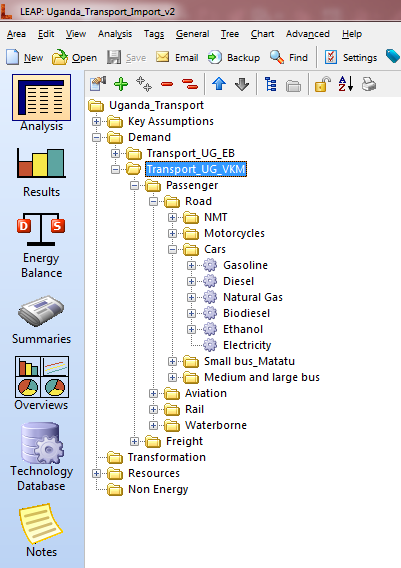 LEAP: Uganda_Transport_Import_v2
Area Edit View Analysis Tags General Tree Chart Advanced Help
New Open Save Email Backup Find Settings
Analysis
Results
D S
Energy
Balance
Summaries
Overviews
Technology
Database
Notes
Uganda_Transport
Key Assumptions
Demand
Transport_UG_EB
Transport_UG_VKM
Passenger
Road
NMT
Motorcycles
Cars
Gasoline
Diesel
Natural Gas
Biodiesel
Ethanol
Electricity
Small bus_Matatu
Medium and large bus
Aviation
Rail
Waterborne
Freight
Transformation
Resources
Non Energy